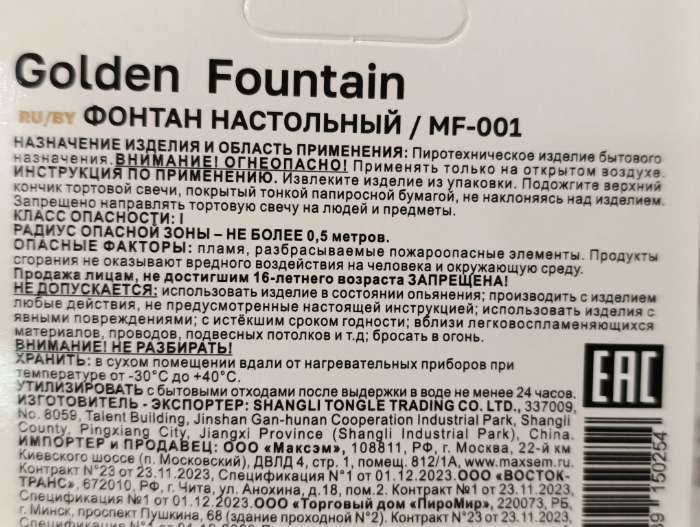 Golden Fountain
RU/BY ФОНТАН НАСТОЛЬНЫЙ / MF-001
НАЗНАЧЕНИЕ ИЗДЕЛИЯ И ОБЛАСТЬ ПРИМЕНЕНИЯ: Пиротехническое изделие бытового
назначения. ВНИМАНИЕ! ОГНЕОПАСНО! Применять только на открытом воздухе.
ИНСТРУКЦИЯ ПО ПРИМЕНЕНИЮ. Извлеките изделие из упаковки. Подожгите верхний
кончик тортовой свечи, покрытый тонкой папиросной бумагой, не наклоняясь над изделием.
Запрещено направлять тортовую свечу на людей и предметы.
КЛАСС ОПАСНОСТИ: I
РАДИУС ОПАСНОЙ ЗОНЫ – НЕ БОЛЕЕ 0,5 метров.
ОПАСНЫЕ ФАКТОРЫ: пламя, разбрасываемые пожароопасные элементы. Продукты
сгорания не оказывают вредного воздействия на человека и окружающую среду.
Продажа лицам, не достигшим 16-летнего возраста ЗАПРЕЩЕНА!
НЕ ДОПУСКАЕТСЯ: использовать изделие в состоянии опьянения; производить с изделием
любые действия, не предусмотренные настоящей инструкцией; использовать изделия с
явными повреждениями; с истёкшим сроком годности; вблизи легковоспламеняющихся
материалов, проводов, подвесных потолков и т.д; бросать в огонь.
ВНИМАНИЕ! НЕ РАЗБИРАТЬ!
ХРАНИТЬ: в сухом помещении вдали от нагревательных приборов при
температуре от -30°С до +40°С.
УТИЛИЗИРОВАТЬ с бытовыми отходами после выдержки в воде не менее 24 часов.
ИЗГОТОВИТЕЛЬ - ЭКСПОРТЕР: SHANGLI TONGLE TRADING CO. LTD., 337009,
No. 8059, Talent Building, Jinshan Gan-hunan Cooperation Industrial Park, Shangli
County, Pingxiang City, Jiangxi Province (Shangli Industrial Park), China.
ИМПОРТЕР И ПРОДАВЕЦ: ООО «Максэм», 108811, РФ, г. Москва, 22-й км
Киевского шоссе (п. Московский), ДВЛД 4, стр. 1, помещ. 812/1А, www.maxsem.ru
Контракт №23 от 23.11.2023, Спецификация №1 от 01.12.2023. ООО «ВОСТОК-
ТРАНС», 672010, РФ, г. Чита, ул. Анохина, д.18, пом.2. Контракт №1 от 23.11.2023,
Спецификация №1 от 01.12.2023. ООО «Торговый дом «ПироМир», 220073, РБ,
г. Минск, проспект Пушкина, 68 (здание проходной №2). Контракт №23 от 23.11.2023
EAC
150254